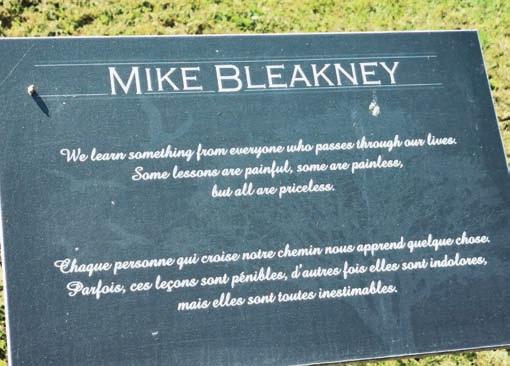 MIKE BLEAKNEY
We learn something from everyone who passes through our lives.
Some lessons are painful, some are painless,
but all are priceless.
Chaque personne qui croise notre chemin nous apprend quelque chose.
Parfois, ces leçons sont pénibles, d'autres fois elles sont indolores,
mais elles sont toutes inestimables.